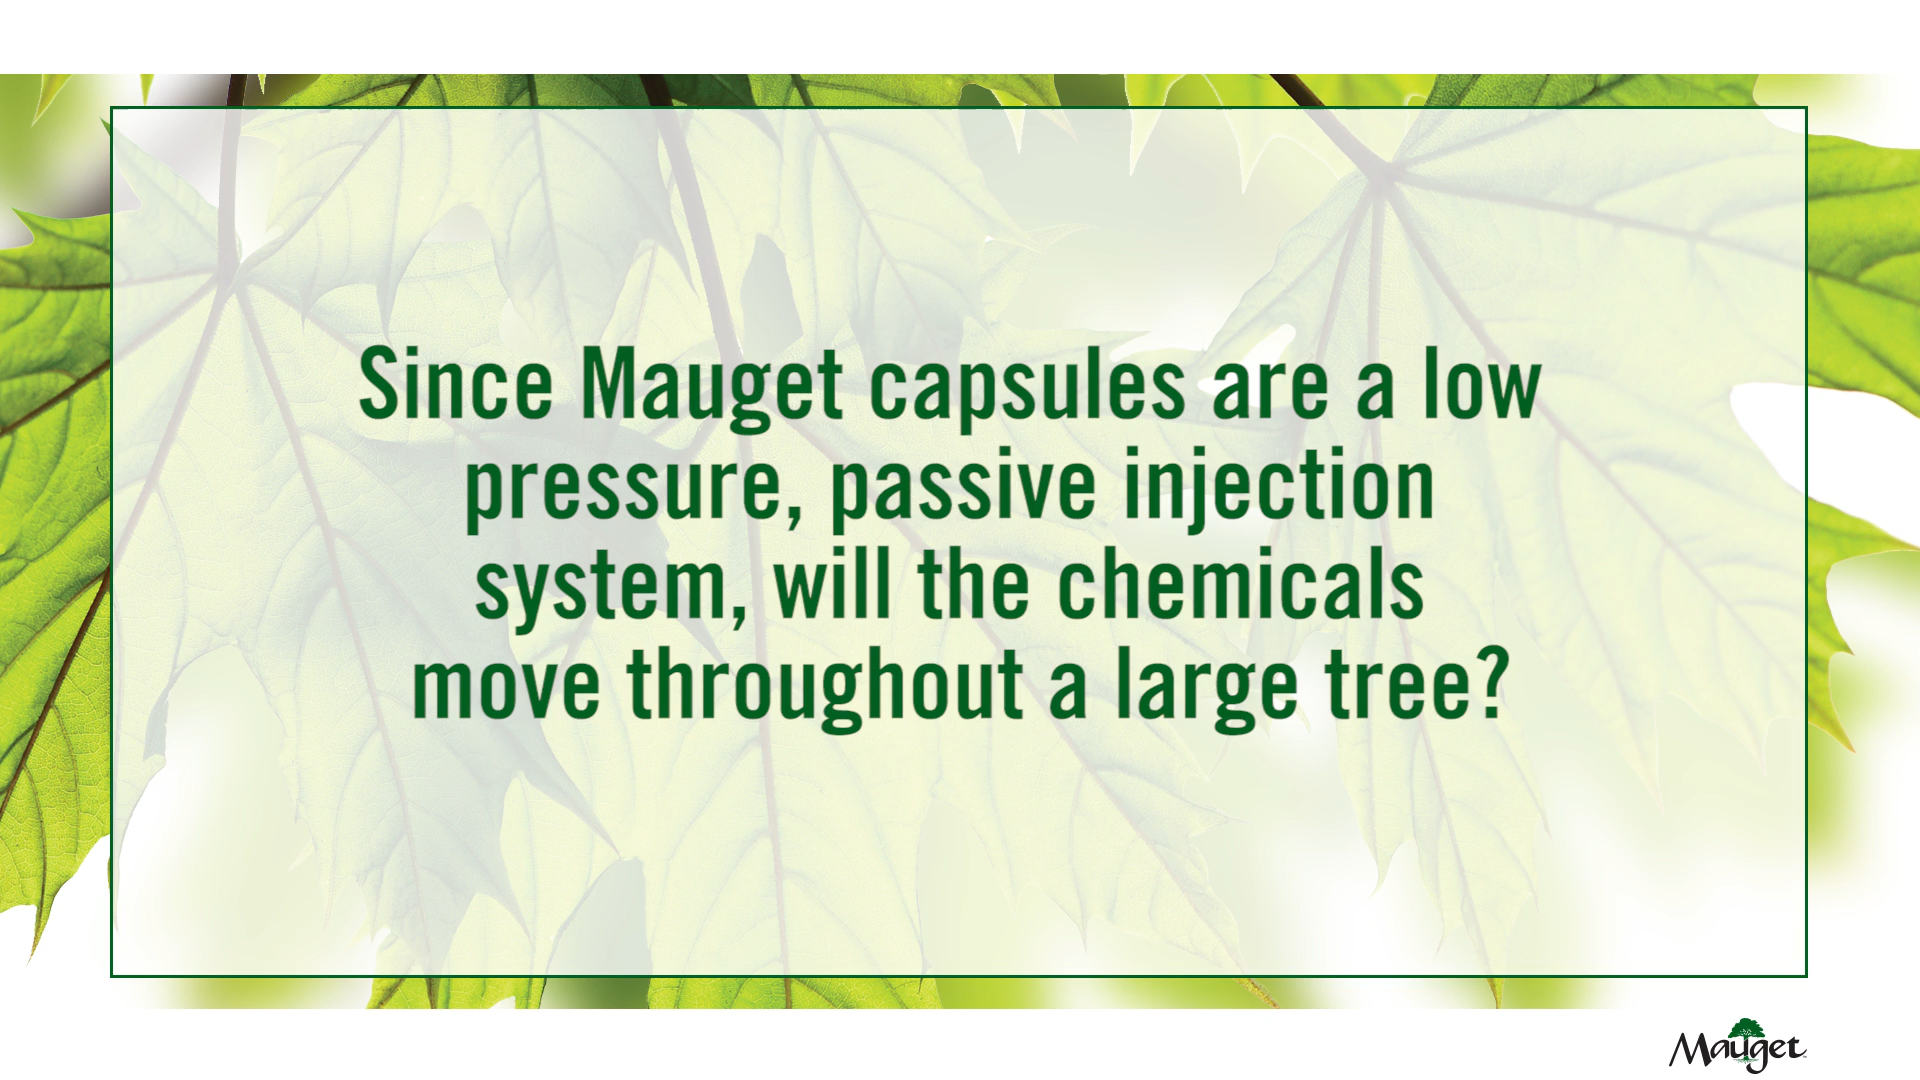 Since Mauget capsules are a low
pressure, passive injection
system, will the chemicals
move throughout a large tree?
Mauget